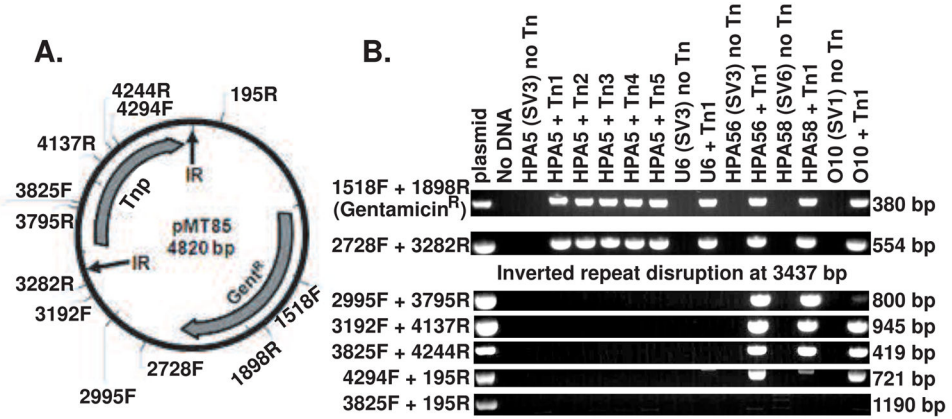 A.
4244R
4294F
195R
4137R
3825F
3795R
3282R
3192F
2995F
2728F
1898R
1518F
Tnp
IR
IR
pMT85
4820 bp
Gent^R
B.
plasmid
No DNA
HPA5 (SV3) no Tn
HPA5 + Tn1
HPA5 + Tn2
HPA5 + Tn3
HPA5 + Tn4
HPA5 + Tn5
U6 (SV3) no Tn
U6 + Tn1
HPA56 (SV3) no Tn
HPA56 + Tn1
HPA58 (SV6) no Tn
HPA58 + Tn1
O10 (SV1) no Tn
O10 + Tn1
1518F + 1898R 380 bp
(Gentamicin^R)
2728F + 3282R 554 bp
Inverted repeat disruption at 3437 bp
2995F + 3795R 800 bp
3192F + 4137R 945 bp
3825F + 4244R 419 bp
4294F + 195R 721 bp
3825F + 195R 1190 bp